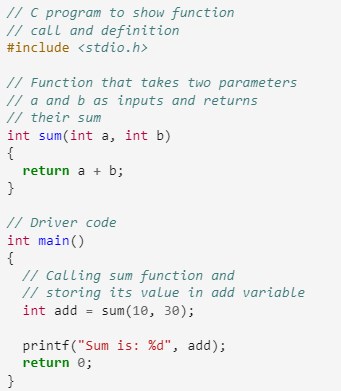 // C program to show function
// call and definition
#include <stdio.h>

// Function that takes two parameters
// a and b as inputs and returns
// their sum
int sum(int a, int b)
{
  return a + b;
}

// Driver code
int main()
{
  // Calling sum function and
  // storing its value in add variable
  int add = sum(10, 30);

  printf("Sum is: %d", add);
  return 0;
}